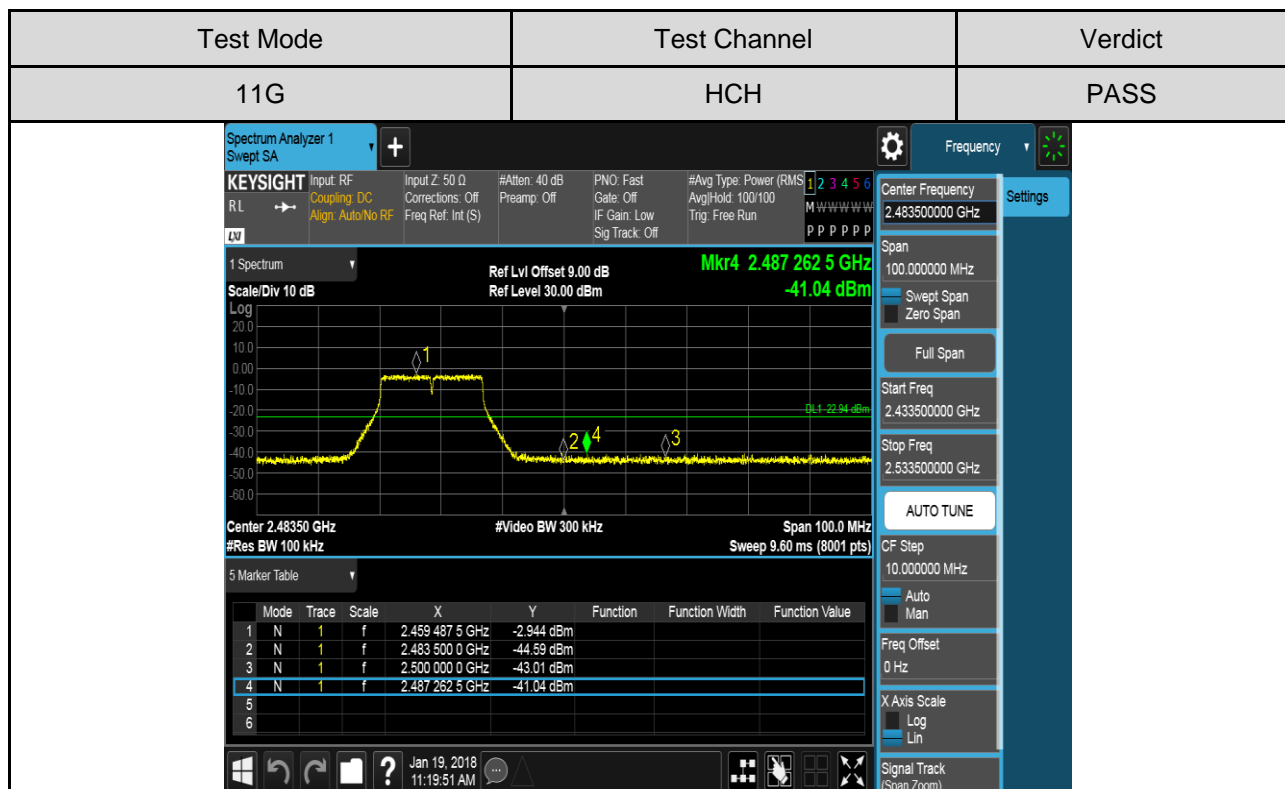 Test Mode Test Channel Verdict
11G HCH PASS
Spectrum Analyzer 1
Swept SA
+
Frequency
KEYSIGHT
RL
LXI
Input: RF
Coupling: DC
Align: Auto/No RF
Input Z: 50 Ω
Corrections: Off
Freq Ref: Int (S)
#Atten: 40 dB
Preamp: Off
PNO: Fast
Gate: Off
IF Gain: Low
Sig Track: Off
#Avg Type: Power (RMS
Avg|Hold: 100/100
Trig: Free Run
1 2 3 4 5 6
M W W W W W
P P P P P P
1 Spectrum
Scale/Div 10 dB
Ref Lvl Offset 9.00 dB
Ref Level 30.00 dBm
Mkr4 2.487 262 5 GHz
-41.04 dBm
Log
20.0
10.0
0.00
-10.0
-20.0
-30.0
-40.0
-50.0
-60.0
1
2
4
3
DL1 -22.94 dBm
Center 2.48350 GHz #Video BW 300 kHz Span 100.0 MHz
#Res BW 100 kHz Sweep 9.60 ms (8001 pts)
5 Marker Table
Mode Trace Scale X Y Function Function Width Function Value
1 N 1 f 2.459 487 5 GHz -2.944 dBm
2 N 1 f 2.483 500 0 GHz -44.59 dBm
3 N 1 f 2.500 000 0 GHz -43.01 dBm
4 N 1 f 2.487 262 5 GHz -41.04 dBm
5
6
?
Jan 19, 2018
11:19:51 AM
Center Frequency
2.483500000 GHz
Span
100.000000 MHz
Swept Span
Zero Span
Full Span
Start Freq
2.433500000 GHz
Stop Freq
2.533500000 GHz
AUTO TUNE
CF Step
10.000000 MHz
Auto
Man
Freq Offset
0 Hz
X Axis Scale
Log
Lin
Signal Track
(Span Zoom)
Settings